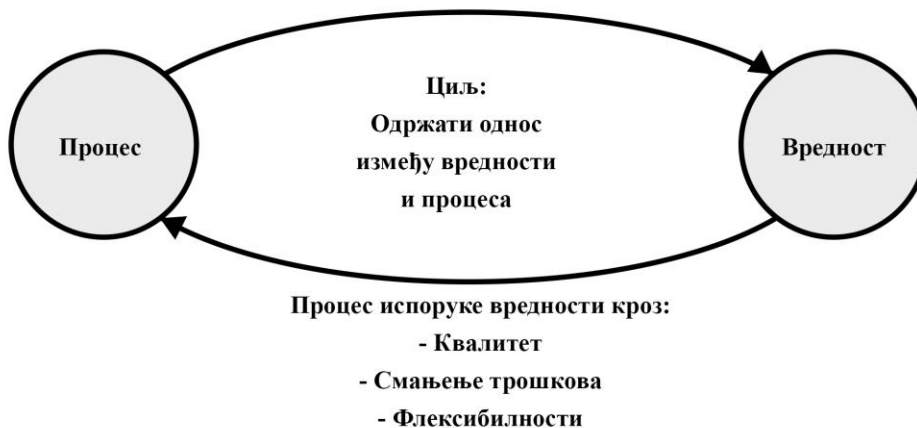 Процес
Циљ:
Одржати однос
између вредности
и процеса
Вредност
Процес испоруке вредности кроз:
- Квалитет
- Смањење трошкова
- Флексибилности